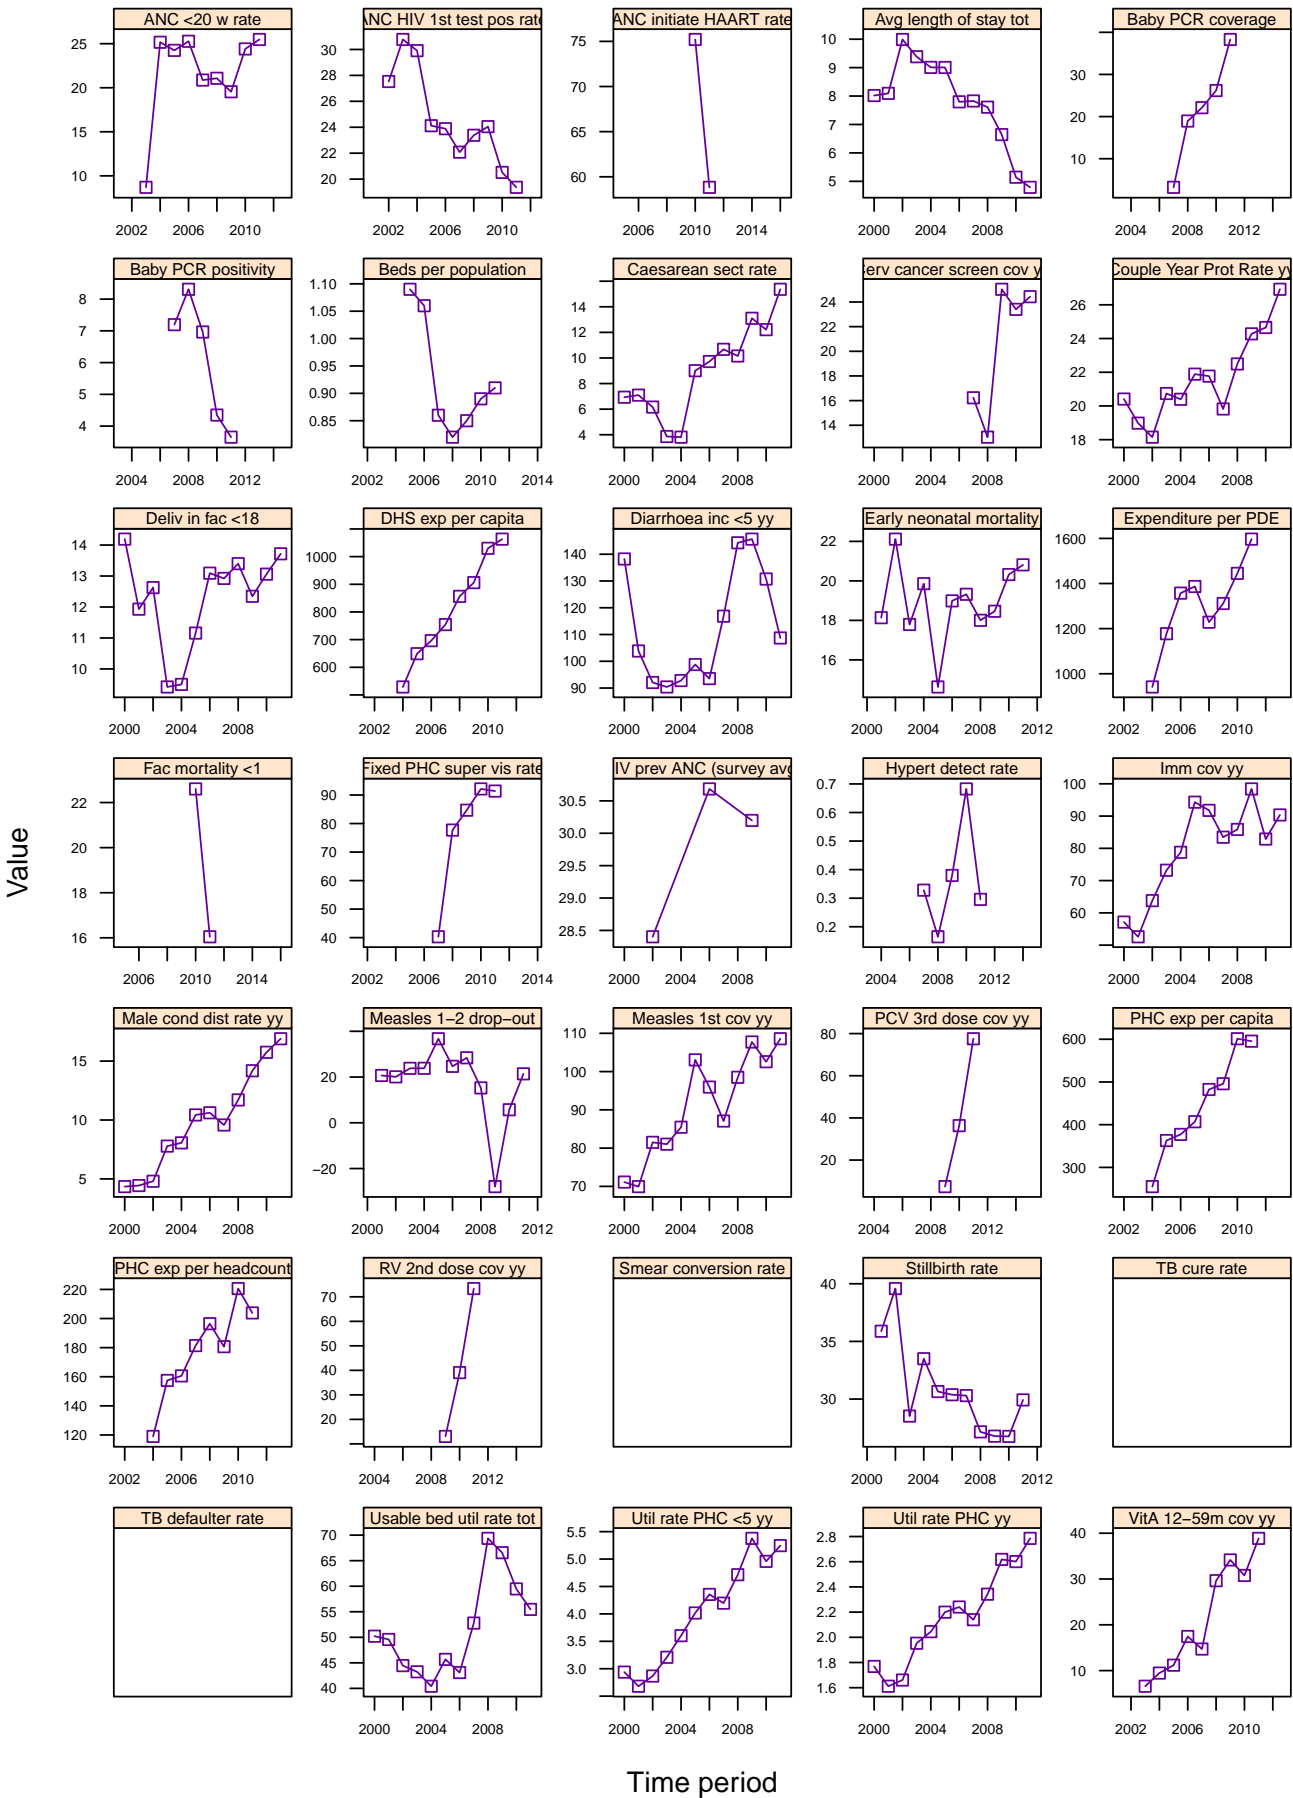 ANC <20 w rate
ANC HIV 1st test pos rate
ANC initiate HAART rate
Avg length of stay tot
Baby PCR coverage
25
20
15
10
30
28
26
24
22
20
75
70
65
60
10
9
8
7
6
5
30
20
10
2002 2006 2010
2002 2006 2010
2006 2010 2014
2000 2004 2008
2004 2008 2012
Baby PCR positivity
Beds per population
Caesarean sect rate
Cerv cancer screen cov y
Couple Year Prot Rate yy
8
7
6
5
4
1.10
1.05
1.00
0.95
0.90
0.85
14
12
10
8
6
4
24
22
20
18
16
14
26
24
22
20
18
2004 2008 2012
2002 2006 2010 2014
2000 2004 2008
2004 2008 2012
2000 2004 2008
Deliv in fac <18
DHS exp per capita
Diarrhoea inc <5 yy
Early neonatal mortality
Expenditure per PDE
14
13
12
11
10
1000
900
800
700
600
140
130
120
110
100
90
22
20
18
16
1600
1400
1200
1000
2000 2004 2008
2002 2006 2010
2000 2004 2008
2000 2004 2008 2012
2002 2006 2010
Fac mortality <1
Fixed PHC super vis rate
IV prev ANC (survey avg
Hypert detect rate
Imm cov yy
22
20
18
16
90
80
70
60
50
40
30.5
30.0
29.5
29.0
28.5
0.7
0.6
0.5
0.4
0.3
0.2
100
90
80
70
60
2006 2010 2014
2002 2006 2010 2014
2000 2004 2008
2004 2008 2012
2000 2004 2008
Male cond dist rate yy
Measles 1−2 drop−out
Measles 1st cov yy
PCV 3rd dose cov yy
PHC exp per capita
15
10
5
20
0
−20
110
100
90
80
70
80
60
40
20
600
500
400
300
2000 2004 2008
2000 2004 2008 2012
2000 2004 2008
2004 2008 2012
2002 2006 2010
PHC exp per headcount
RV 2nd dose cov yy
Smear conversion rate
Stillbirth rate
TB cure rate
220
200
180
160
140
120
70
60
50
40
30
20
40
35
30
2002 2006 2010
2004 2008 2012
2000 2004 2008 2012
TB defaulter rate
Usable bed util rate tot
Util rate PHC <5 yy
Util rate PHC yy
VitA 12−59m cov yy
70
65
60
55
50
45
40
5.5
5.0
4.5
4.0
3.5
3.0
2.8
2.6
2.4
2.2
2.0
1.8
1.6
40
30
20
10
2000 2004 2008
2000 2004 2008
2000 2004 2008
2002 2006 2010
Value
Time period